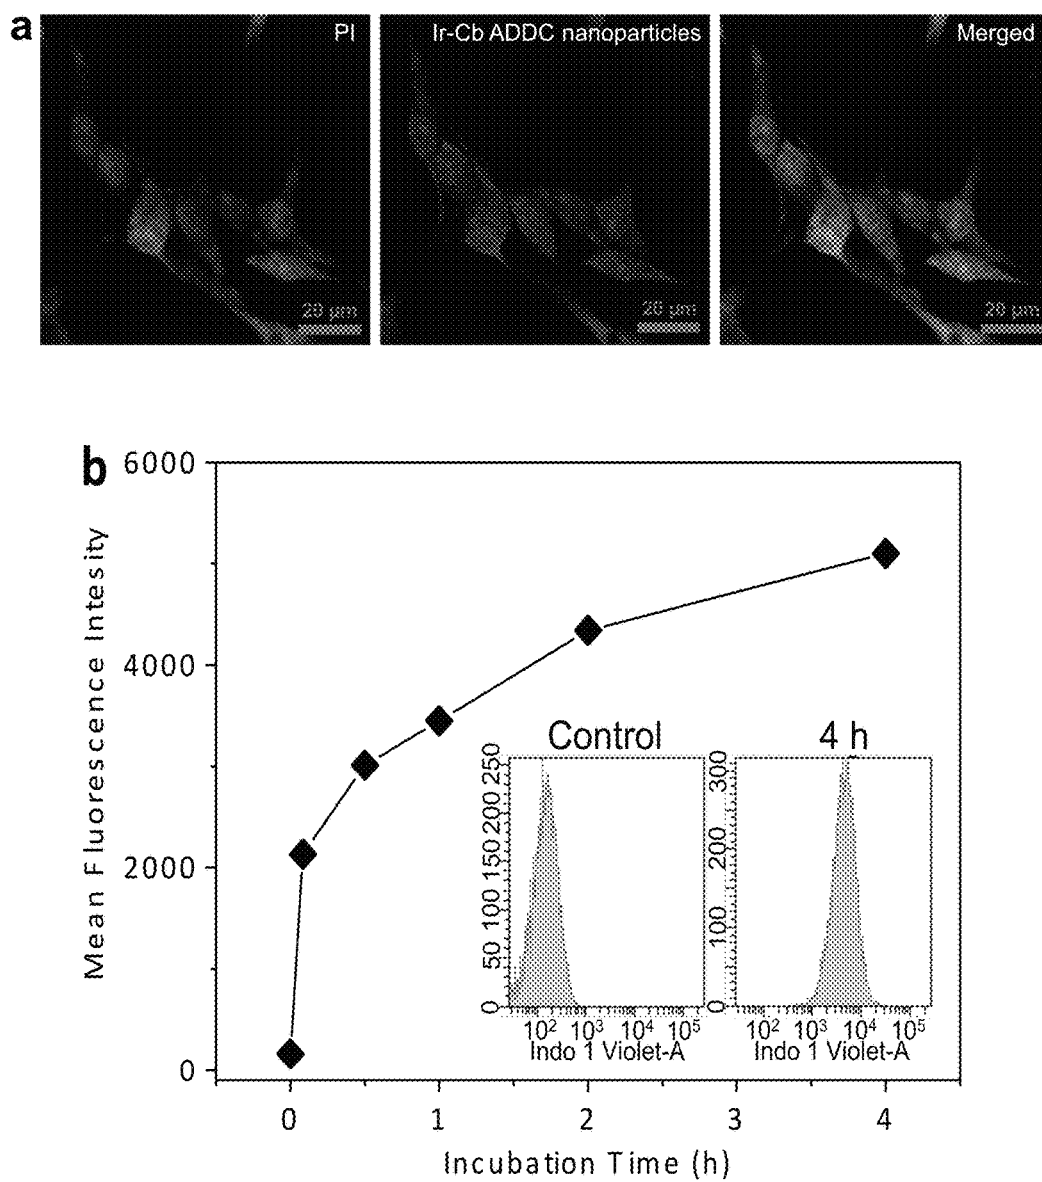 a
PI
Ir-Cb ADDC nanoparticles
Merged
20 μm
20 μm
20 μm
b
6000
4000
2000
0
Mean Fluorescence Intesity
0 1 2 3 4
Incubation Time (h)
Control
250
200
150
100
50
0
10² 10³ 10⁴ 10⁵
Indo 1 Violet-A
4 h
300
200
100
0
10² 10³ 10⁴ 10⁵
Indo 1 Violet-A